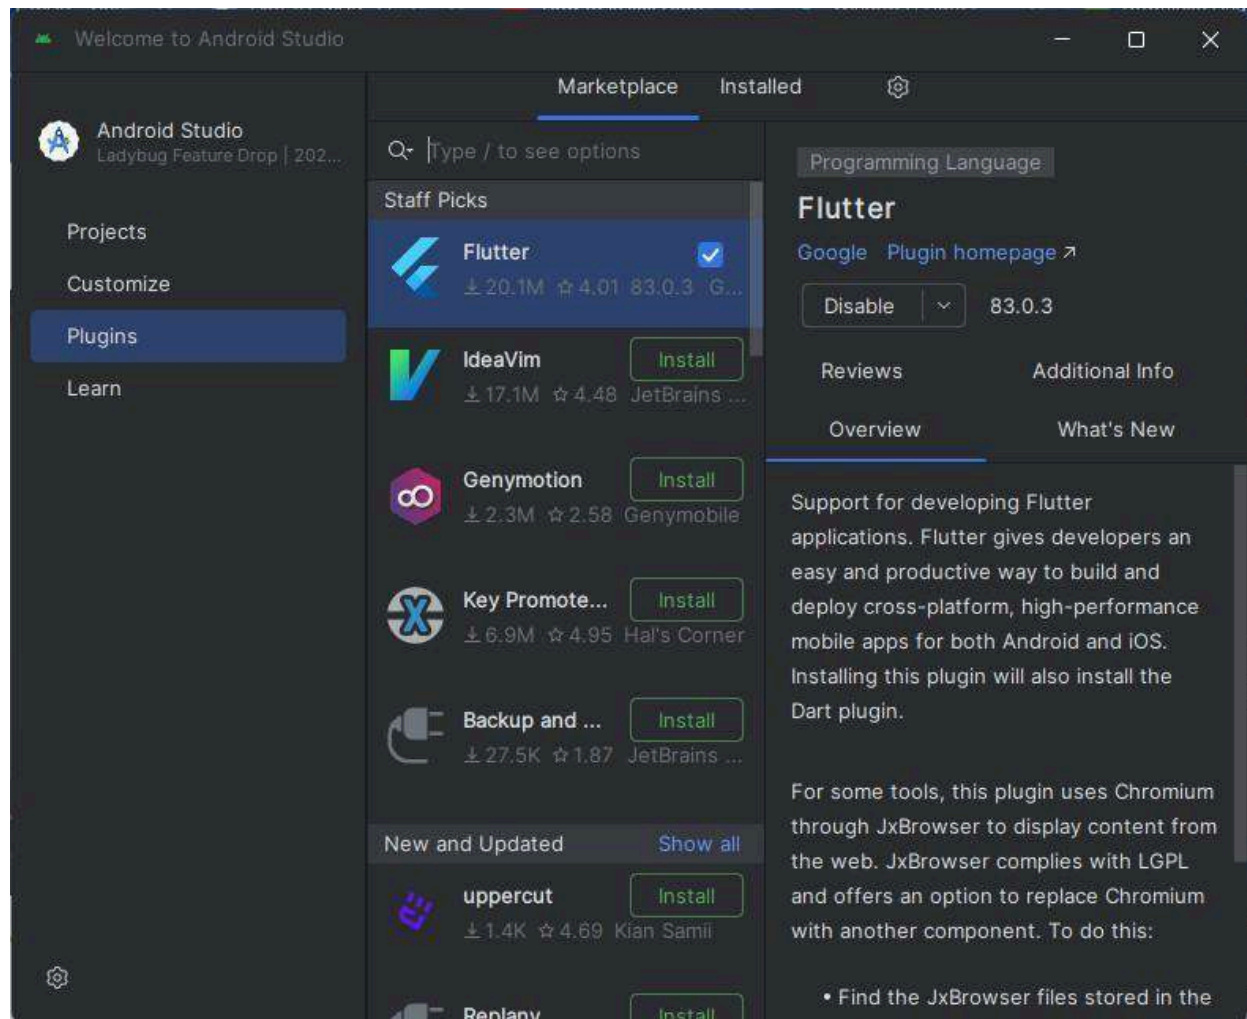 Welcome to Android Studio
Android Studio
Ladybug Feature Drop | 202...
Projects
Customize
Plugins
Learn
Marketplace Installed
Type / to see options
Staff Picks
Flutter
20.1M 4.01 83.0.3 G...
IdeaVim Install
17.1M 4.48 JetBrains ...
Genymotion Install
2.3M 2.58 Genymobile
Key Promote... Install
6.9M 4.95 Hal's Corner
Backup and ... Install
27.5K 1.87 JetBrains ...
New and Updated Show all
uppercut Install
1.4K 4.69 Kian Samii
Replany Install
Programming Language
Flutter
Google Plugin homepage
Disable 83.0.3
Reviews Additional Info
Overview What's New
Support for developing Flutter
applications. Flutter gives developers an
easy and productive way to build and
deploy cross-platform, high-performance
mobile apps for both Android and iOS.
Installing this plugin will also install the
Dart plugin.
For some tools, this plugin uses Chromium
through JxBrowser to display content from
the web. JxBrowser complies with LGPL
and offers an option to replace Chromium
with another component. To do this:
• Find the JxBrowser files stored in the